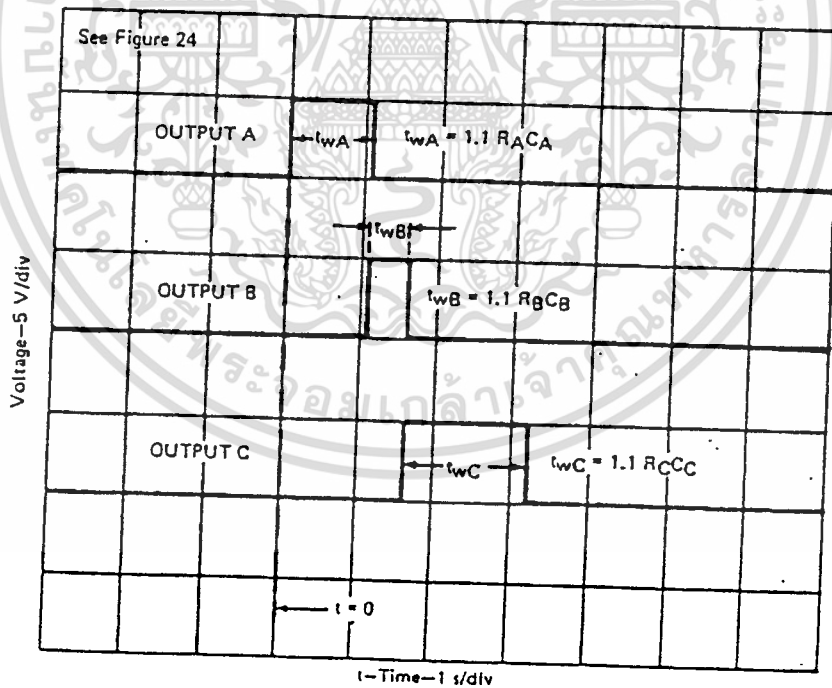 See Figure 24
OUTPUT A
twA
twA = 1.1 RACA
twB
OUTPUT B
twB = 1.1 RBCB
OUTPUT C
twC
twC = 1.1 RCCC
t = 0
Voltage—5 V/div
t—Time—1 s/div